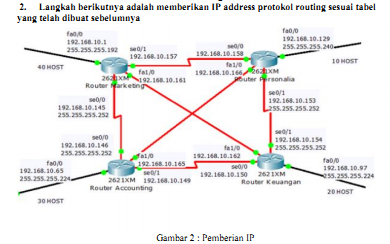 2. Langkah berikutnya adalah memberikan IP address protokol routing sesuai tabel
yang telah dibuat sebelumnya
fa0/0
192.168.10.1
255.255.255.192
se0/1
192.168.10.157
se0/0
192.168.10.158
fa0/0
192.168.10.129
255.255.255.240
40 HOST
2621XM
Router Marketing
fa1/0
192.168.10.161
fa1/0
192.168.10.166
2621XM
Router Personalia
10 HOST
se0/0
192.168.10.145
255.255.255.252
se0/1
192.168.10.153
255.255.255.252
se0/0
192.168.10.146
255.255.255.252
se0/1
192.168.10.154
255.255.255.252
fa0/0
192.168.10.65
255.255.255.224
fa1/0
192.168.10.165
fa1/0
192.168.10.162
fa0/0
192.168.10.97
255.255.255.224
2621XM
Router Accounting
se0/1
192.168.10.149
se0/0
192.168.10.150
2621XM
Router Keuangan
30 HOST
20 HOST
Gambar 2 : Pemberian IP